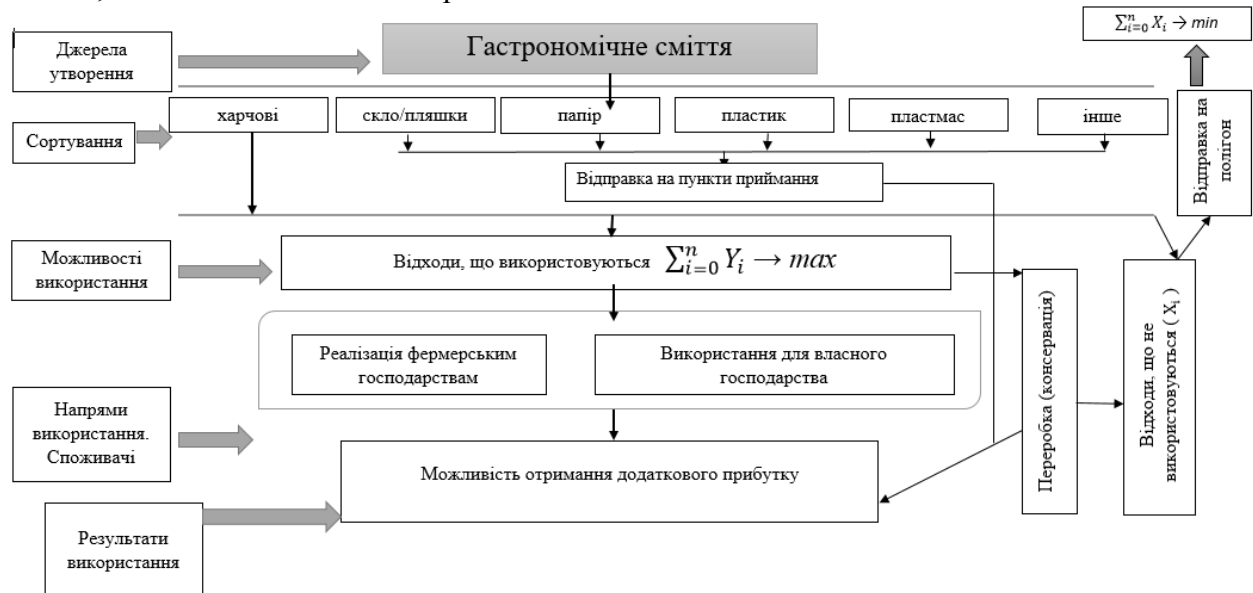 ∑ⁿᵢ₌₀ Xᵢ → min
Джерела
утворення
Гастрономічне сміття
Сортування
харчові
скло/пляшки
папір
пластик
пластмас
інше
Відправка на пункти приймання
Відправка на
полігон
Можливості
використання
Відходи, що використовуються ∑ⁿᵢ₌₀ Yᵢ → max
Реалізація фермерським
господарствам
Використання для власного
господарства
Переробка (консервація)
Відходи, що не
використовуються ( Xᵢ )
Напрями
використання.
Споживачі
Можливість отримання додаткового прибутку
Результати
використання